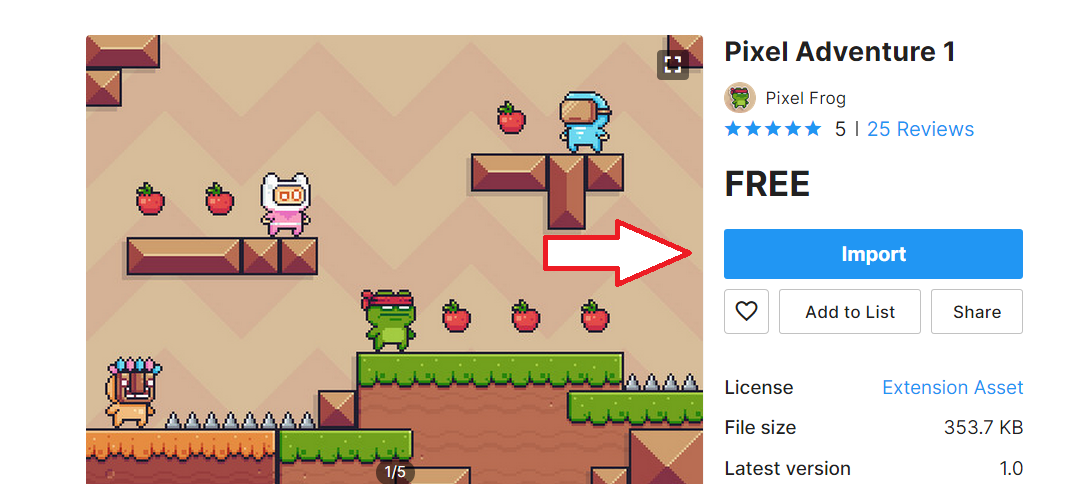 Pixel Adventure 1
Pixel Frog
5 | 25 Reviews
FREE
Import
Add to List
Share
License Extension Asset
File size 353.7 KB
Latest version 1.0
1/5